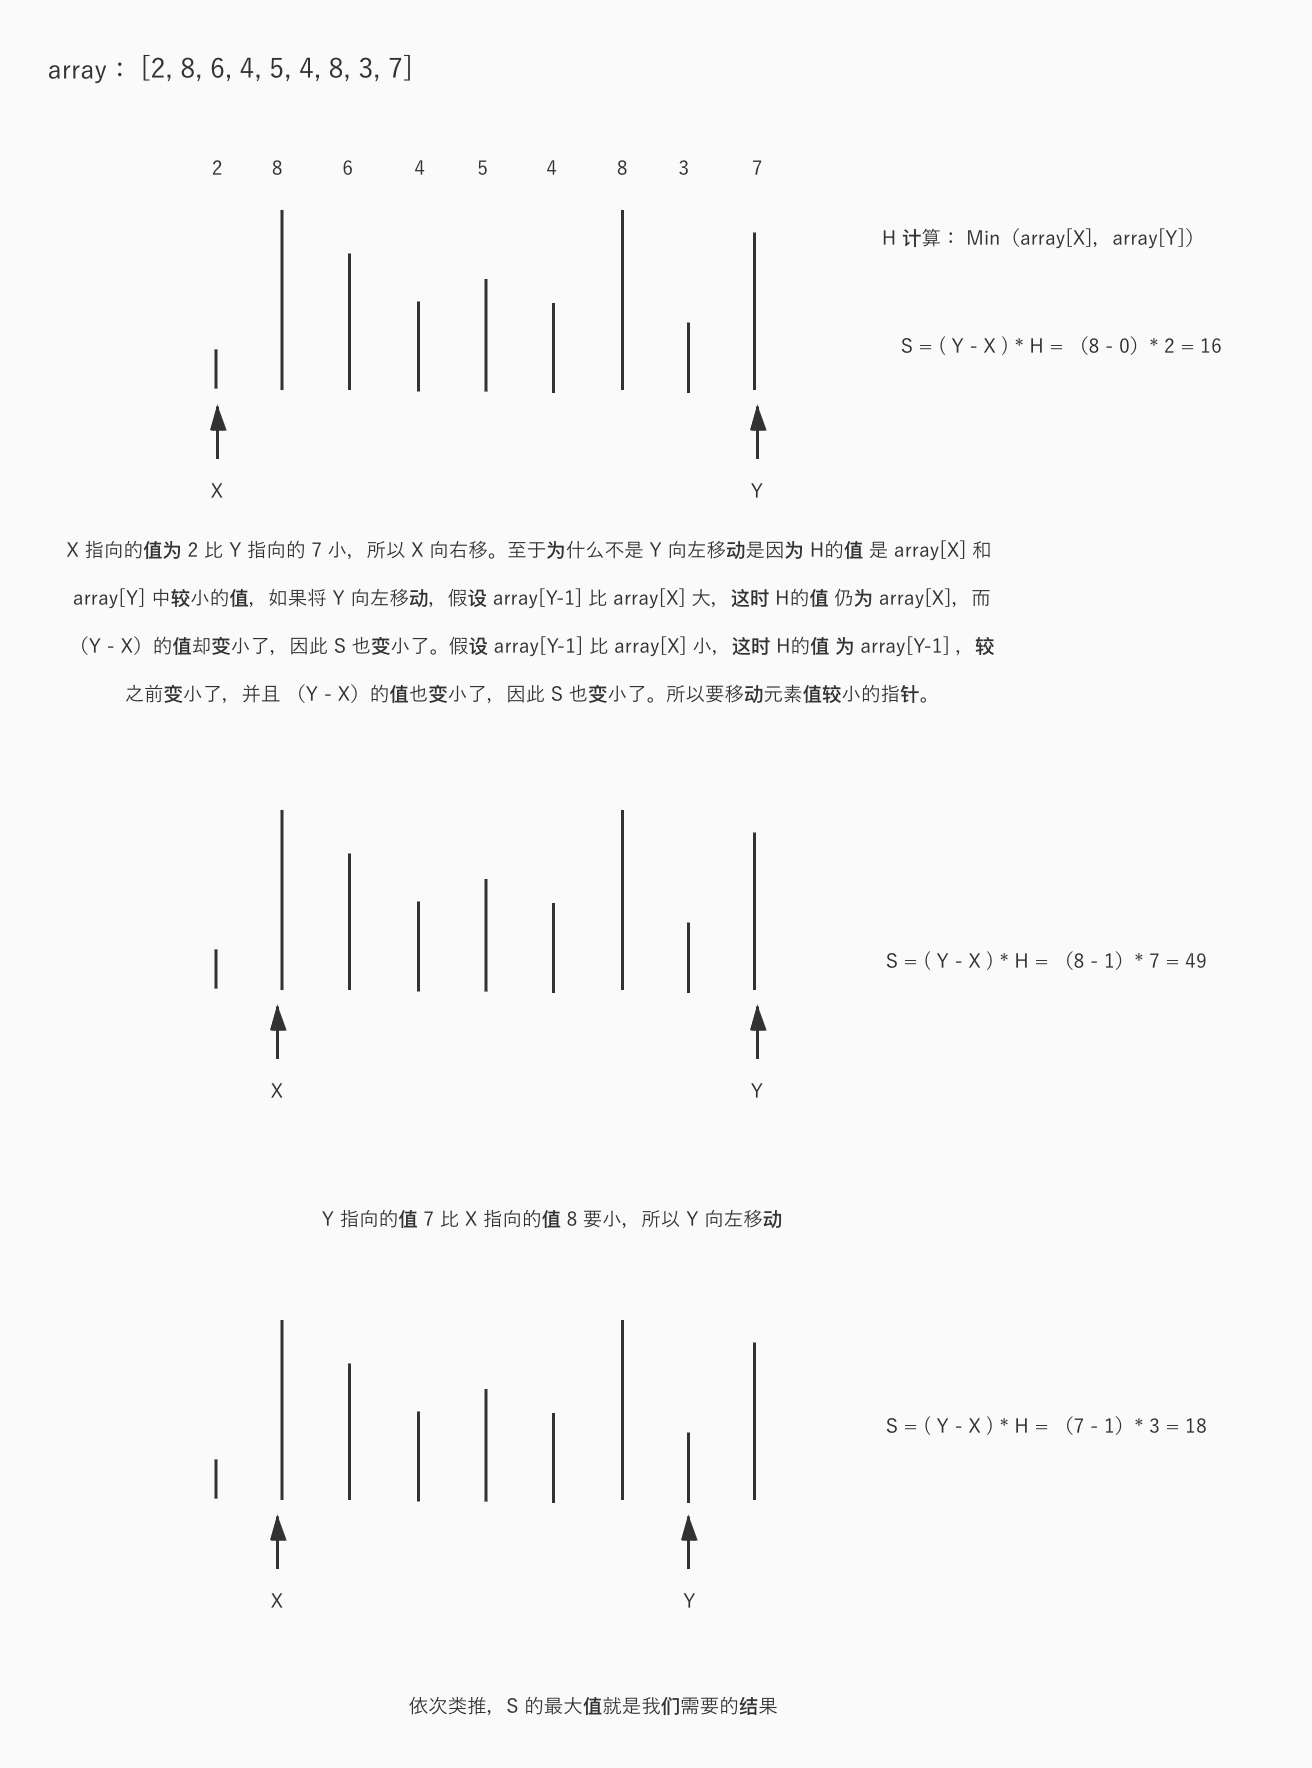 array： [2, 8, 6, 4, 5, 4, 8, 3, 7]
2 8 6 4 5 4 8 3 7
H 计算： Min（array[X]，array[Y]）
S = ( Y - X ) * H = （8 - 0）* 2 = 16
X Y
X 指向的值为 2 比 Y 指向的 7 小，所以 X 向右移。至于为什么不是 Y 向左移动是因为 H的值 是 array[X] 和
array[Y] 中较小的值，如果将 Y 向左移动，假设 array[Y-1] 比 array[X] 大，这时 H的值 仍为 array[X]，而
（Y - X）的值却变小了，因此 S 也变小了。假设 array[Y-1] 比 array[X] 小，这时 H的值 为 array[Y-1] ，较
之前变小了，并且 （Y - X）的值也变小了，因此 S 也变小了。所以要移动元素值较小的指针。
S = ( Y - X ) * H = （8 - 1）* 7 = 49
X Y
Y 指向的值 7 比 X 指向的值 8 要小，所以 Y 向左移动
S = ( Y - X ) * H = （7 - 1）* 3 = 18
X Y
依次类推，S 的最大值就是我们需要的结果